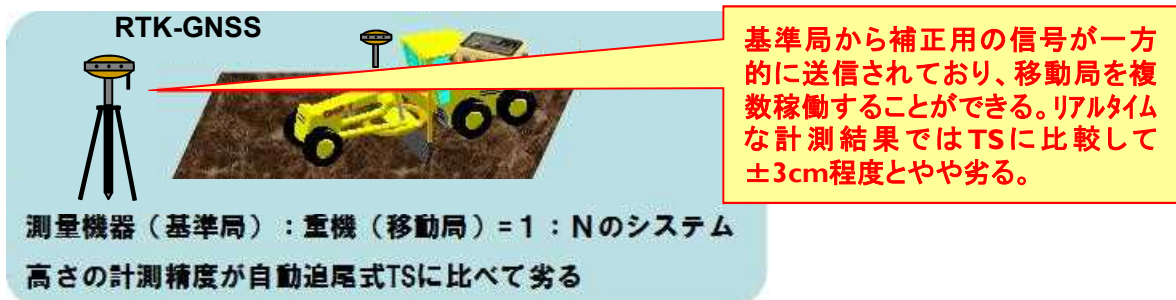 RTK-GNSS
基準局から補正用の信号が一方
的に送信されており、移動局を複
数稼働することができる。リアルタイム
な計測結果ではTSに比較して
±3cm程度とやや劣る。
測量機器（基準局）：重機（移動局）=1：Nのシステム
高さの計測精度が自動追尾式TSに比べて劣る